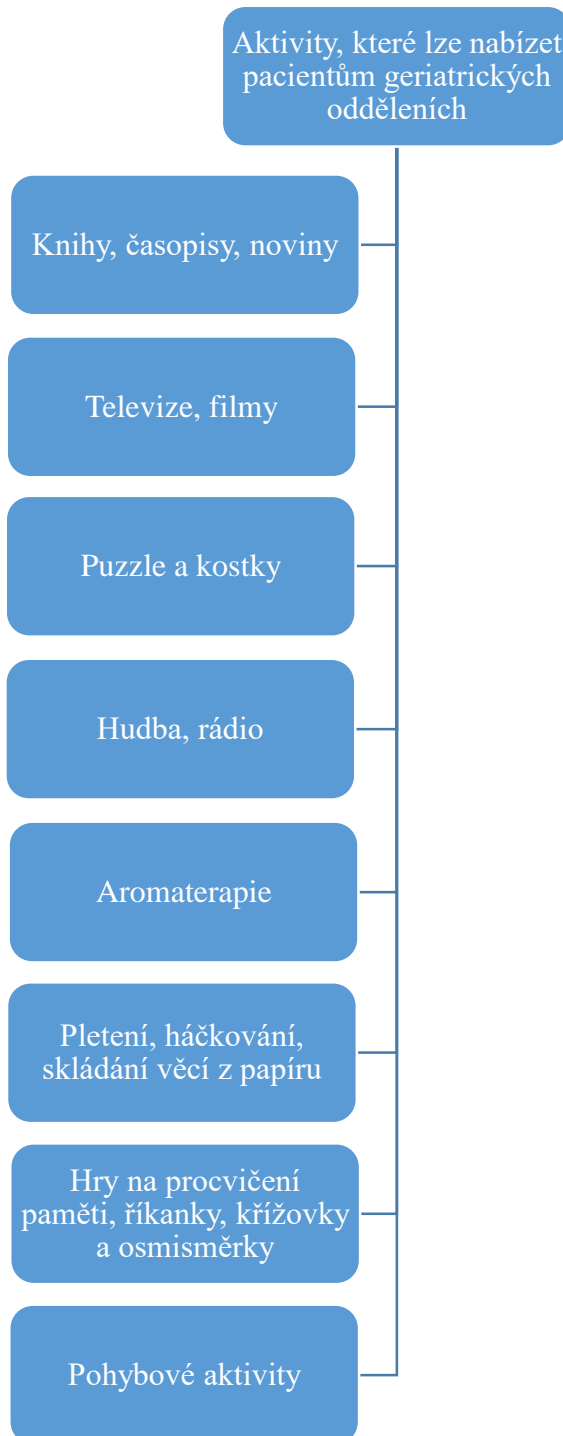 Aktivity, které lze nabízet
pacientům geriatrických
odděleních
Knihy, časopisy, noviny
Televize, filmy
Puzzle a kostky
Hudba, rádio
Aromaterapie
Pletení, háčkování,
skládání věcí z papíru
Hry na procvičení
paměti, říkanky, křížovky
a osmisměrky
Pohybové aktivity